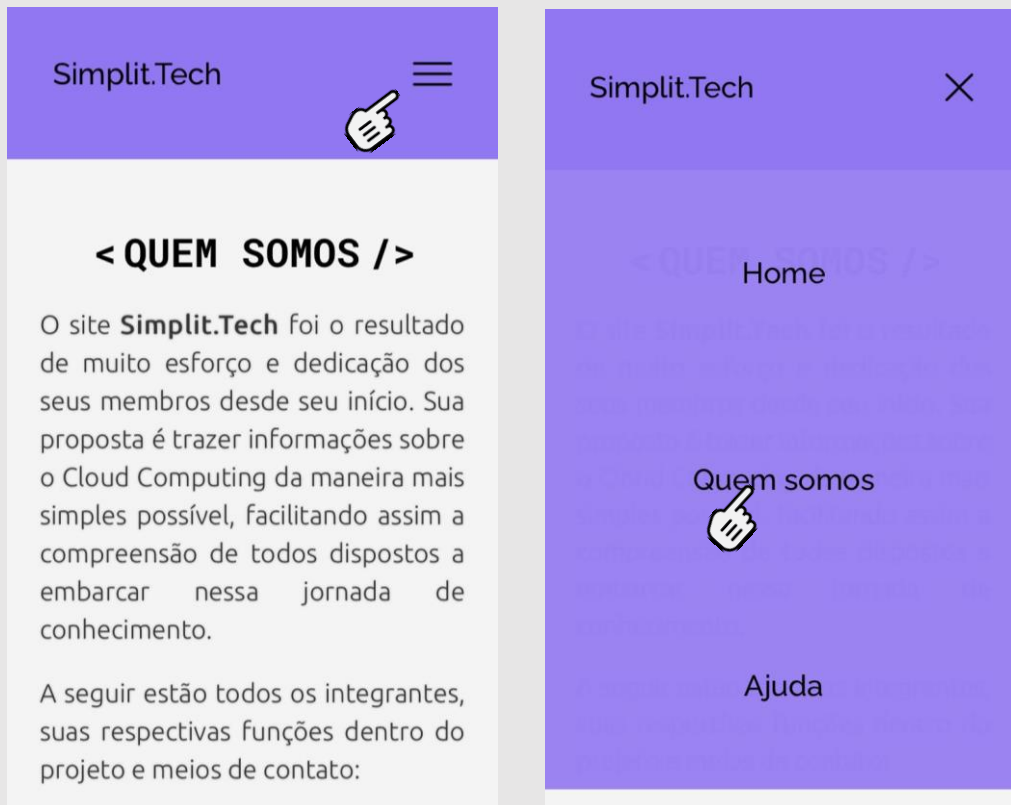 Simplit.Tech
<QUEM SOMOS />
O site Simplit.Tech foi o resultado
de muito esforço e dedicação dos
seus membros desde seu início. Sua
proposta é trazer informações sobre
o Cloud Computing da maneira mais
simples possível, facilitando assim a
compreensão de todos dispostos a
embarcar nessa jornada de
conhecimento.
A seguir estão todos os integrantes,
suas respectivas funções dentro do
projeto e meios de contato:
Simplit.Tech
<QUEM SOMOS />
Home
Quem somos
Ajuda